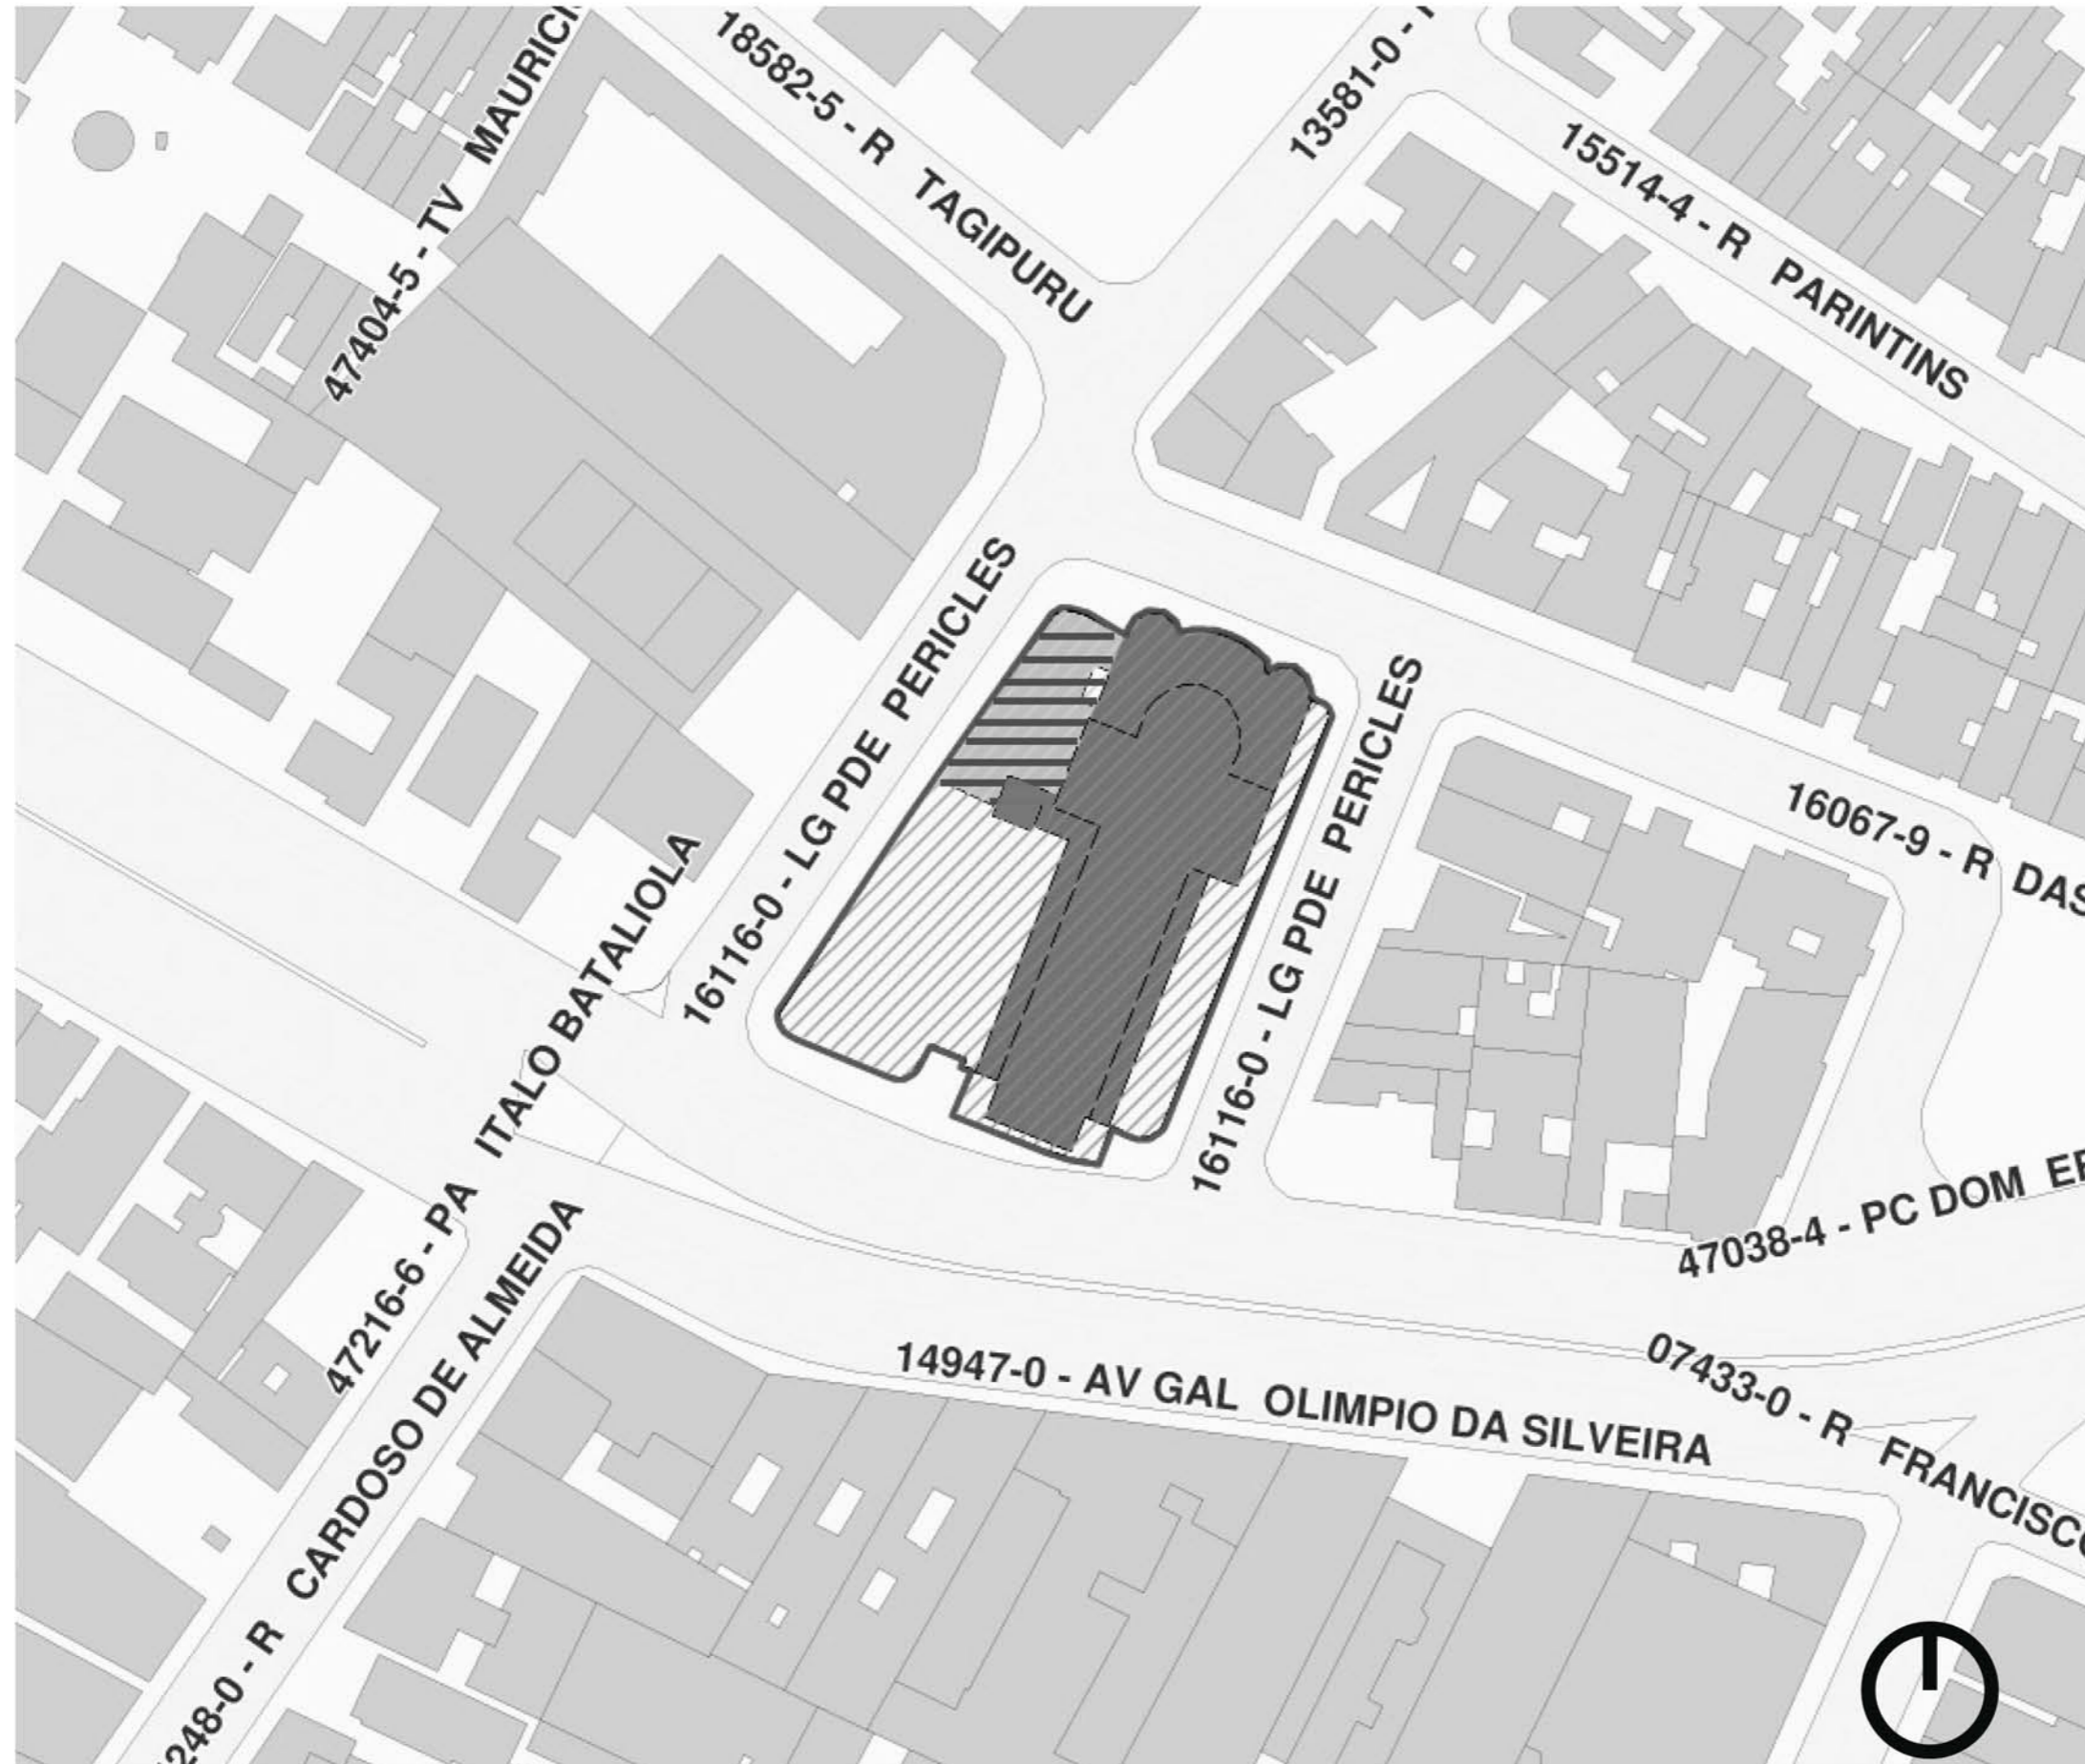 18582-5 - R TAGIPURU
13581-0 -
47404-5 - TV
15514-4 - R PARINTINS
16116-0 - LG PDE PERICLES
16116-0 - LG PDE PERICLES
16067-9 - R DAS
47216-6 - PA ITALO BATALIOLA
47038-4 - PC DOM
CARDOSO DE ALMEIDA
248-0 - R
14947-0 - AV GAL OLIMPIO DA SILVEIRA
07433-0 - R FRANCISCO